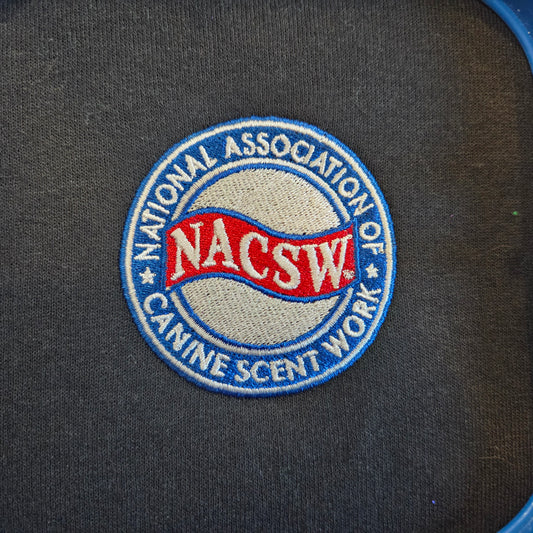 NATIONAL ASSOCIATION OF
NACSW
★ CANINE SCENT WORK ★